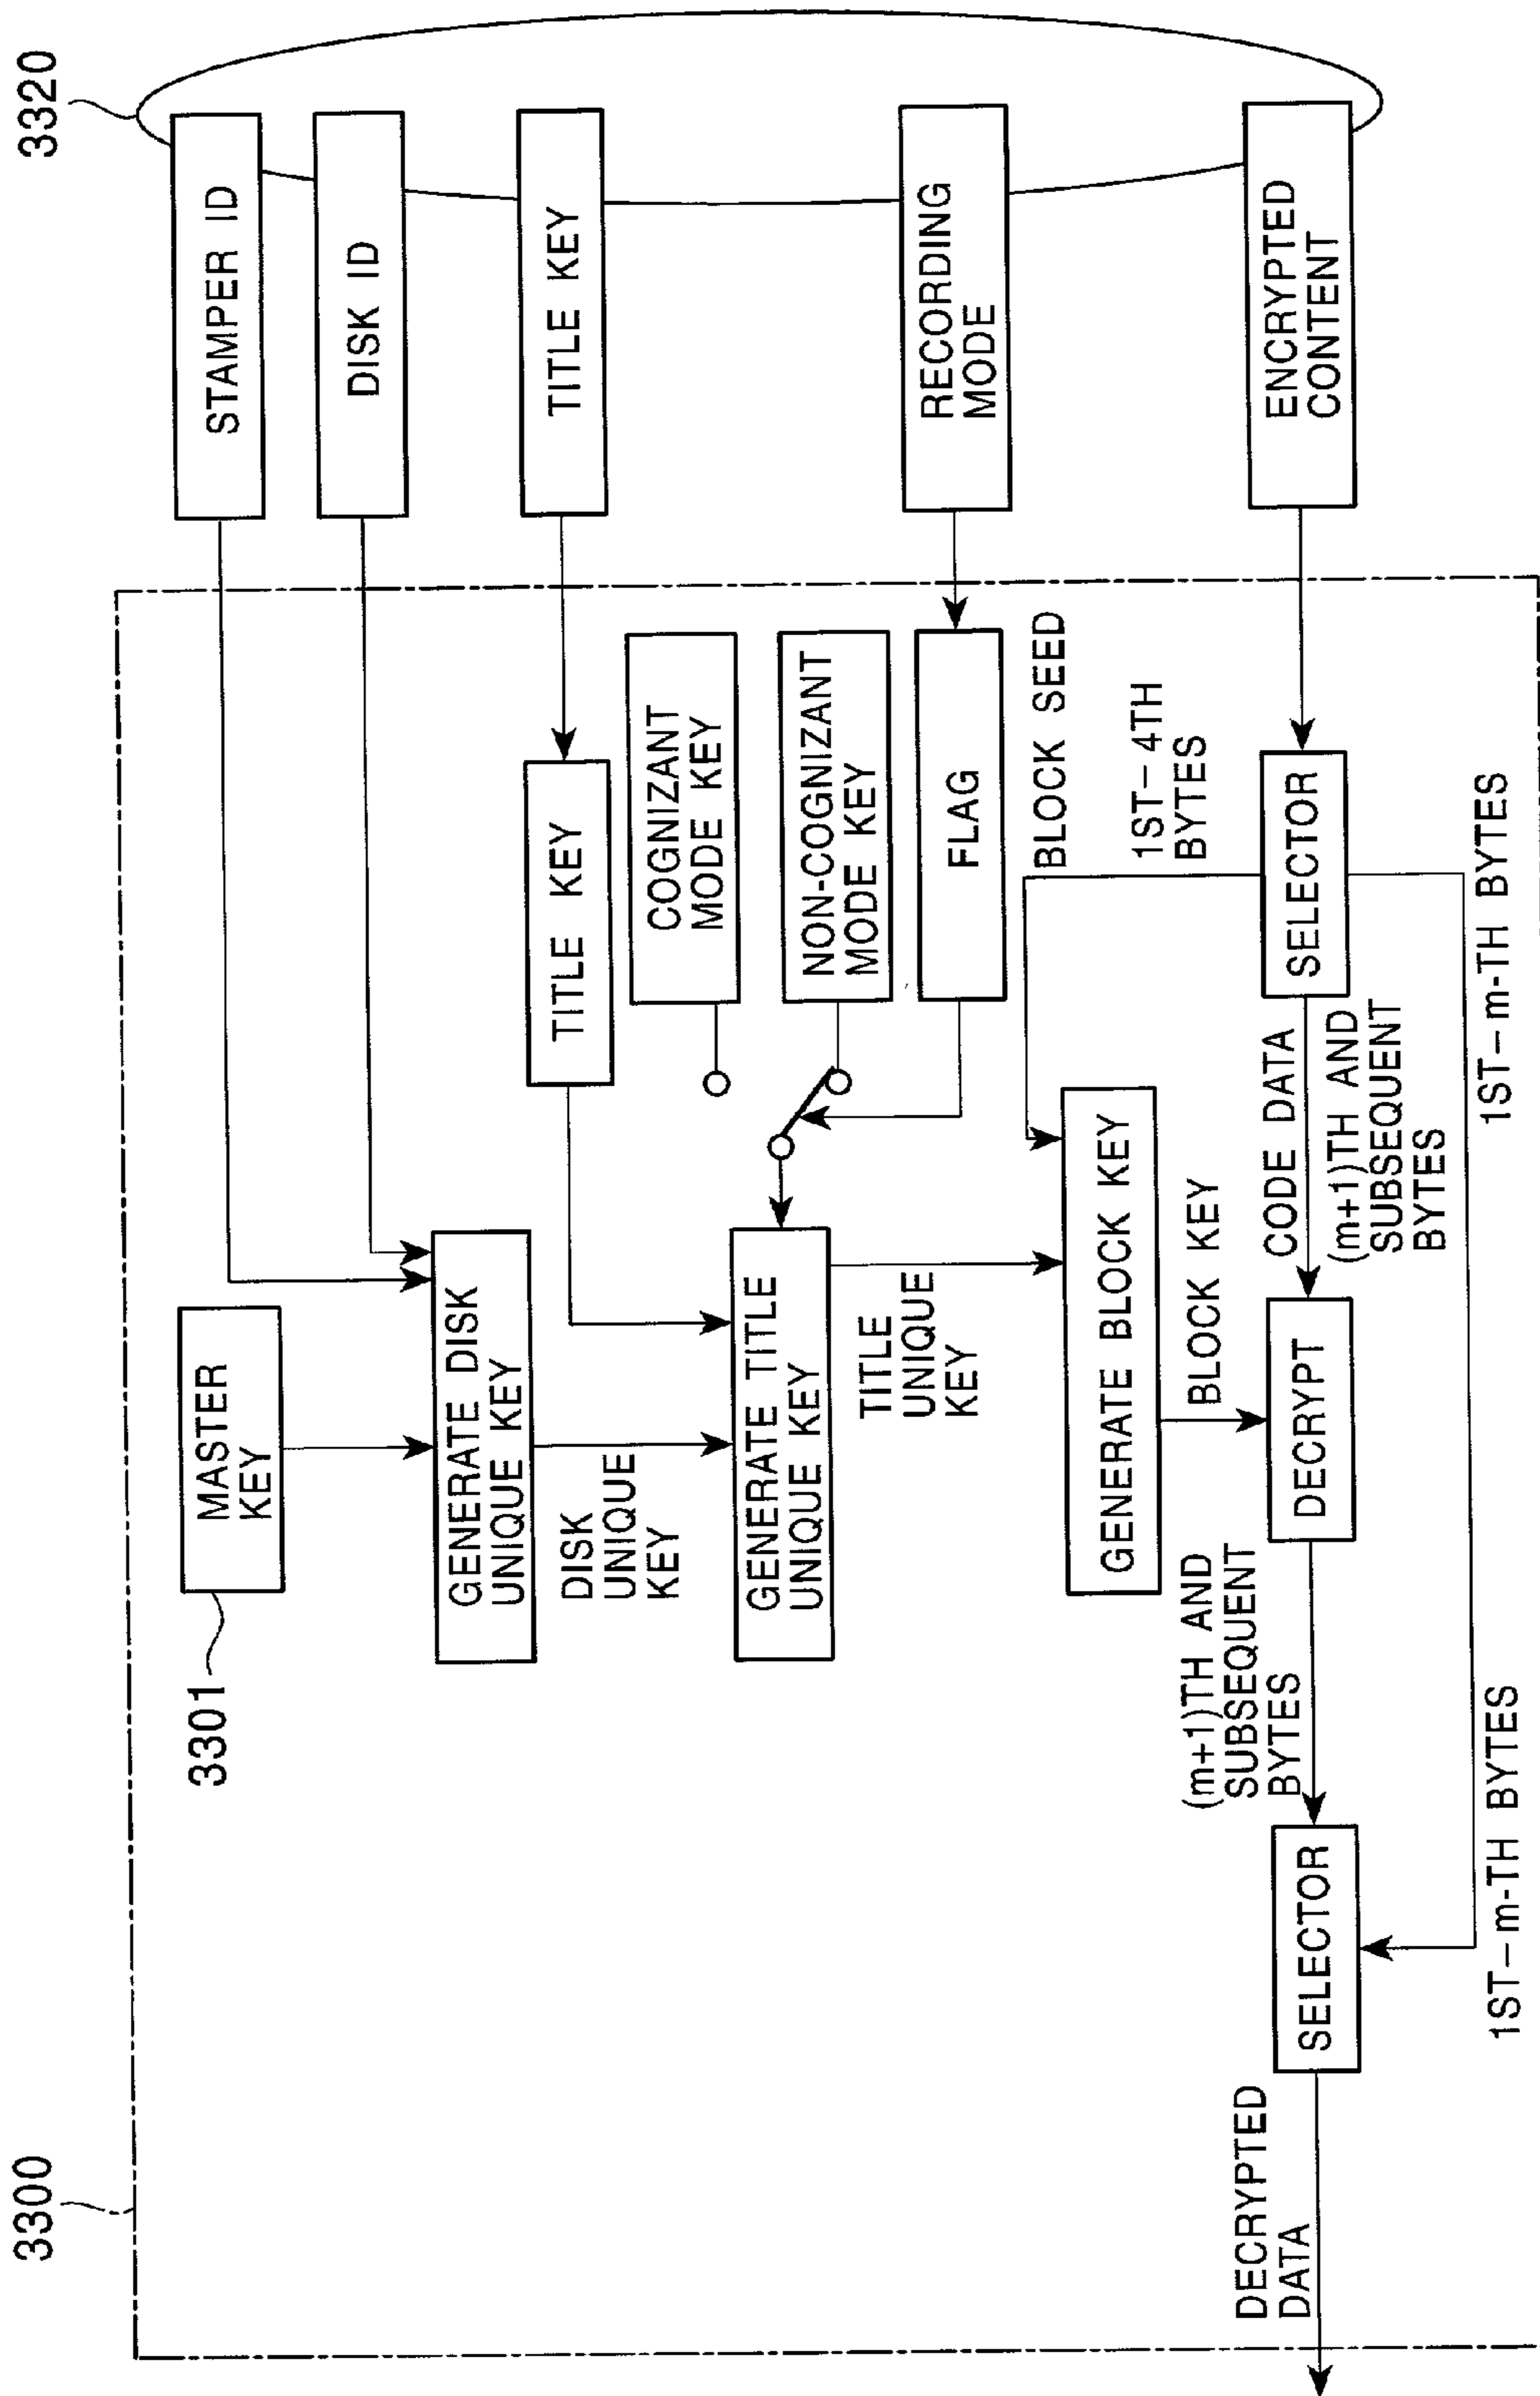 3300
3320
3301
MASTER
KEY
STAMPER ID
GENERATE DISK
UNIQUE KEY
DISK ID
DISK
UNIQUE
KEY
TITLE KEY
TITLE KEY
COGNIZANT
MODE KEY
GENERATE TITLE
UNIQUE KEY
NON-COGNIZANT
MODE KEY
TITLE
UNIQUE
KEY
FLAG
RECORDING
MODE
BLOCK SEED
GENERATE BLOCK KEY
1ST-4TH
BYTES
BLOCK KEY
(m+1)TH AND
SUBSEQUENT
BYTES
DECRYPTED
DATA
SELECTOR
DECRYPT
CODE DATA
(m+1)TH AND
SUBSEQUENT
BYTES
SELECTOR
ENCRYPTED
CONTENT
1ST-m-TH BYTES
1ST-m-TH BYTES